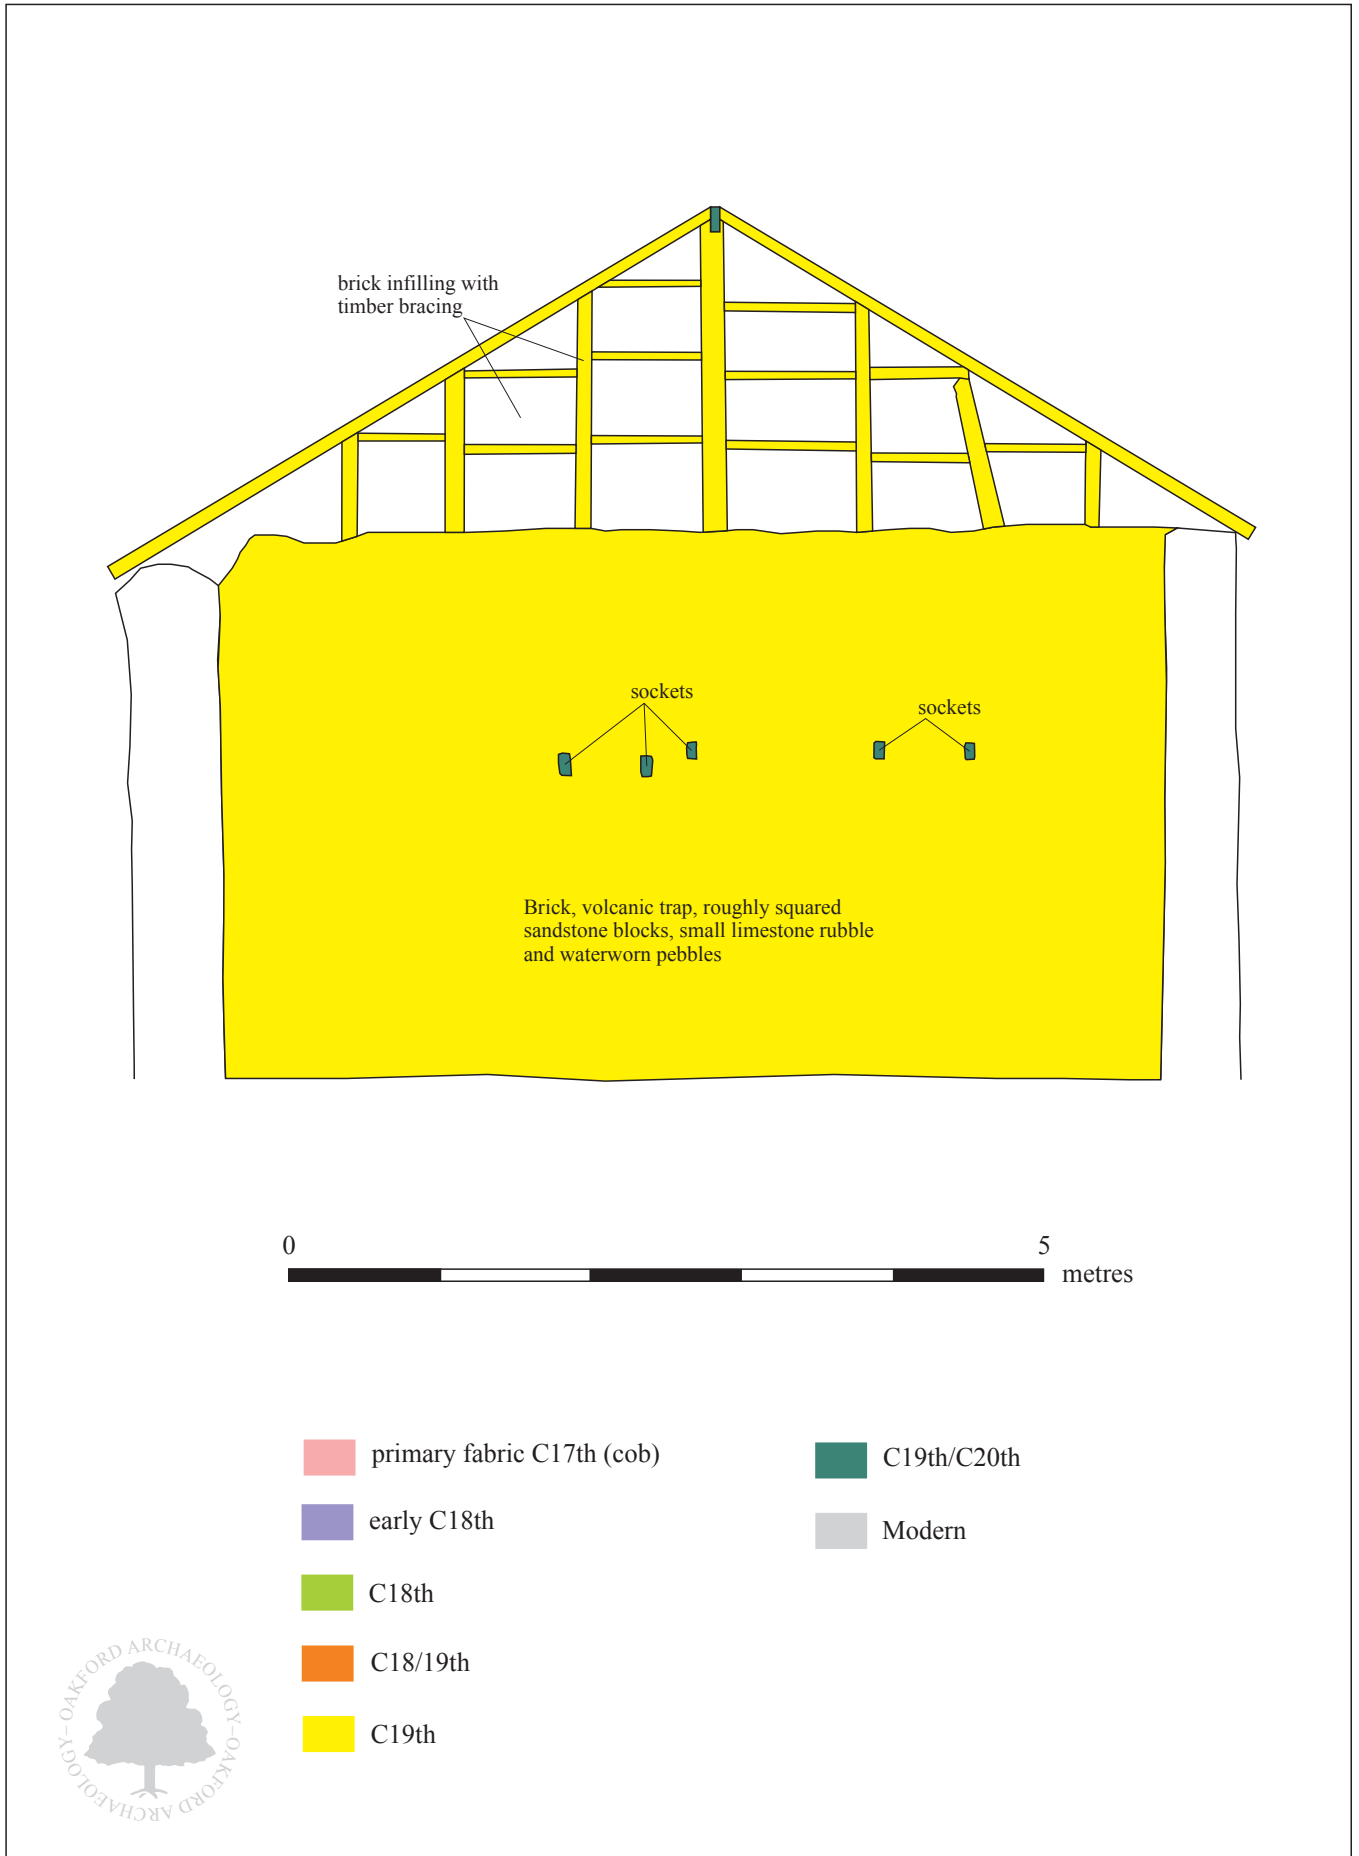 brick infilling with
timber bracing
sockets
sockets
Brick, volcanic trap, roughly squared
sandstone blocks, small limestone rubble
and waterworn pebbles
0
5
metres
primary fabric C17th (cob)
early C18th
C18th
C18/19th
C19th
C19th/C20th
Modern
OAKFORD ARCHAEOLOGY – OAKFORD ARCHAEOLOGY –